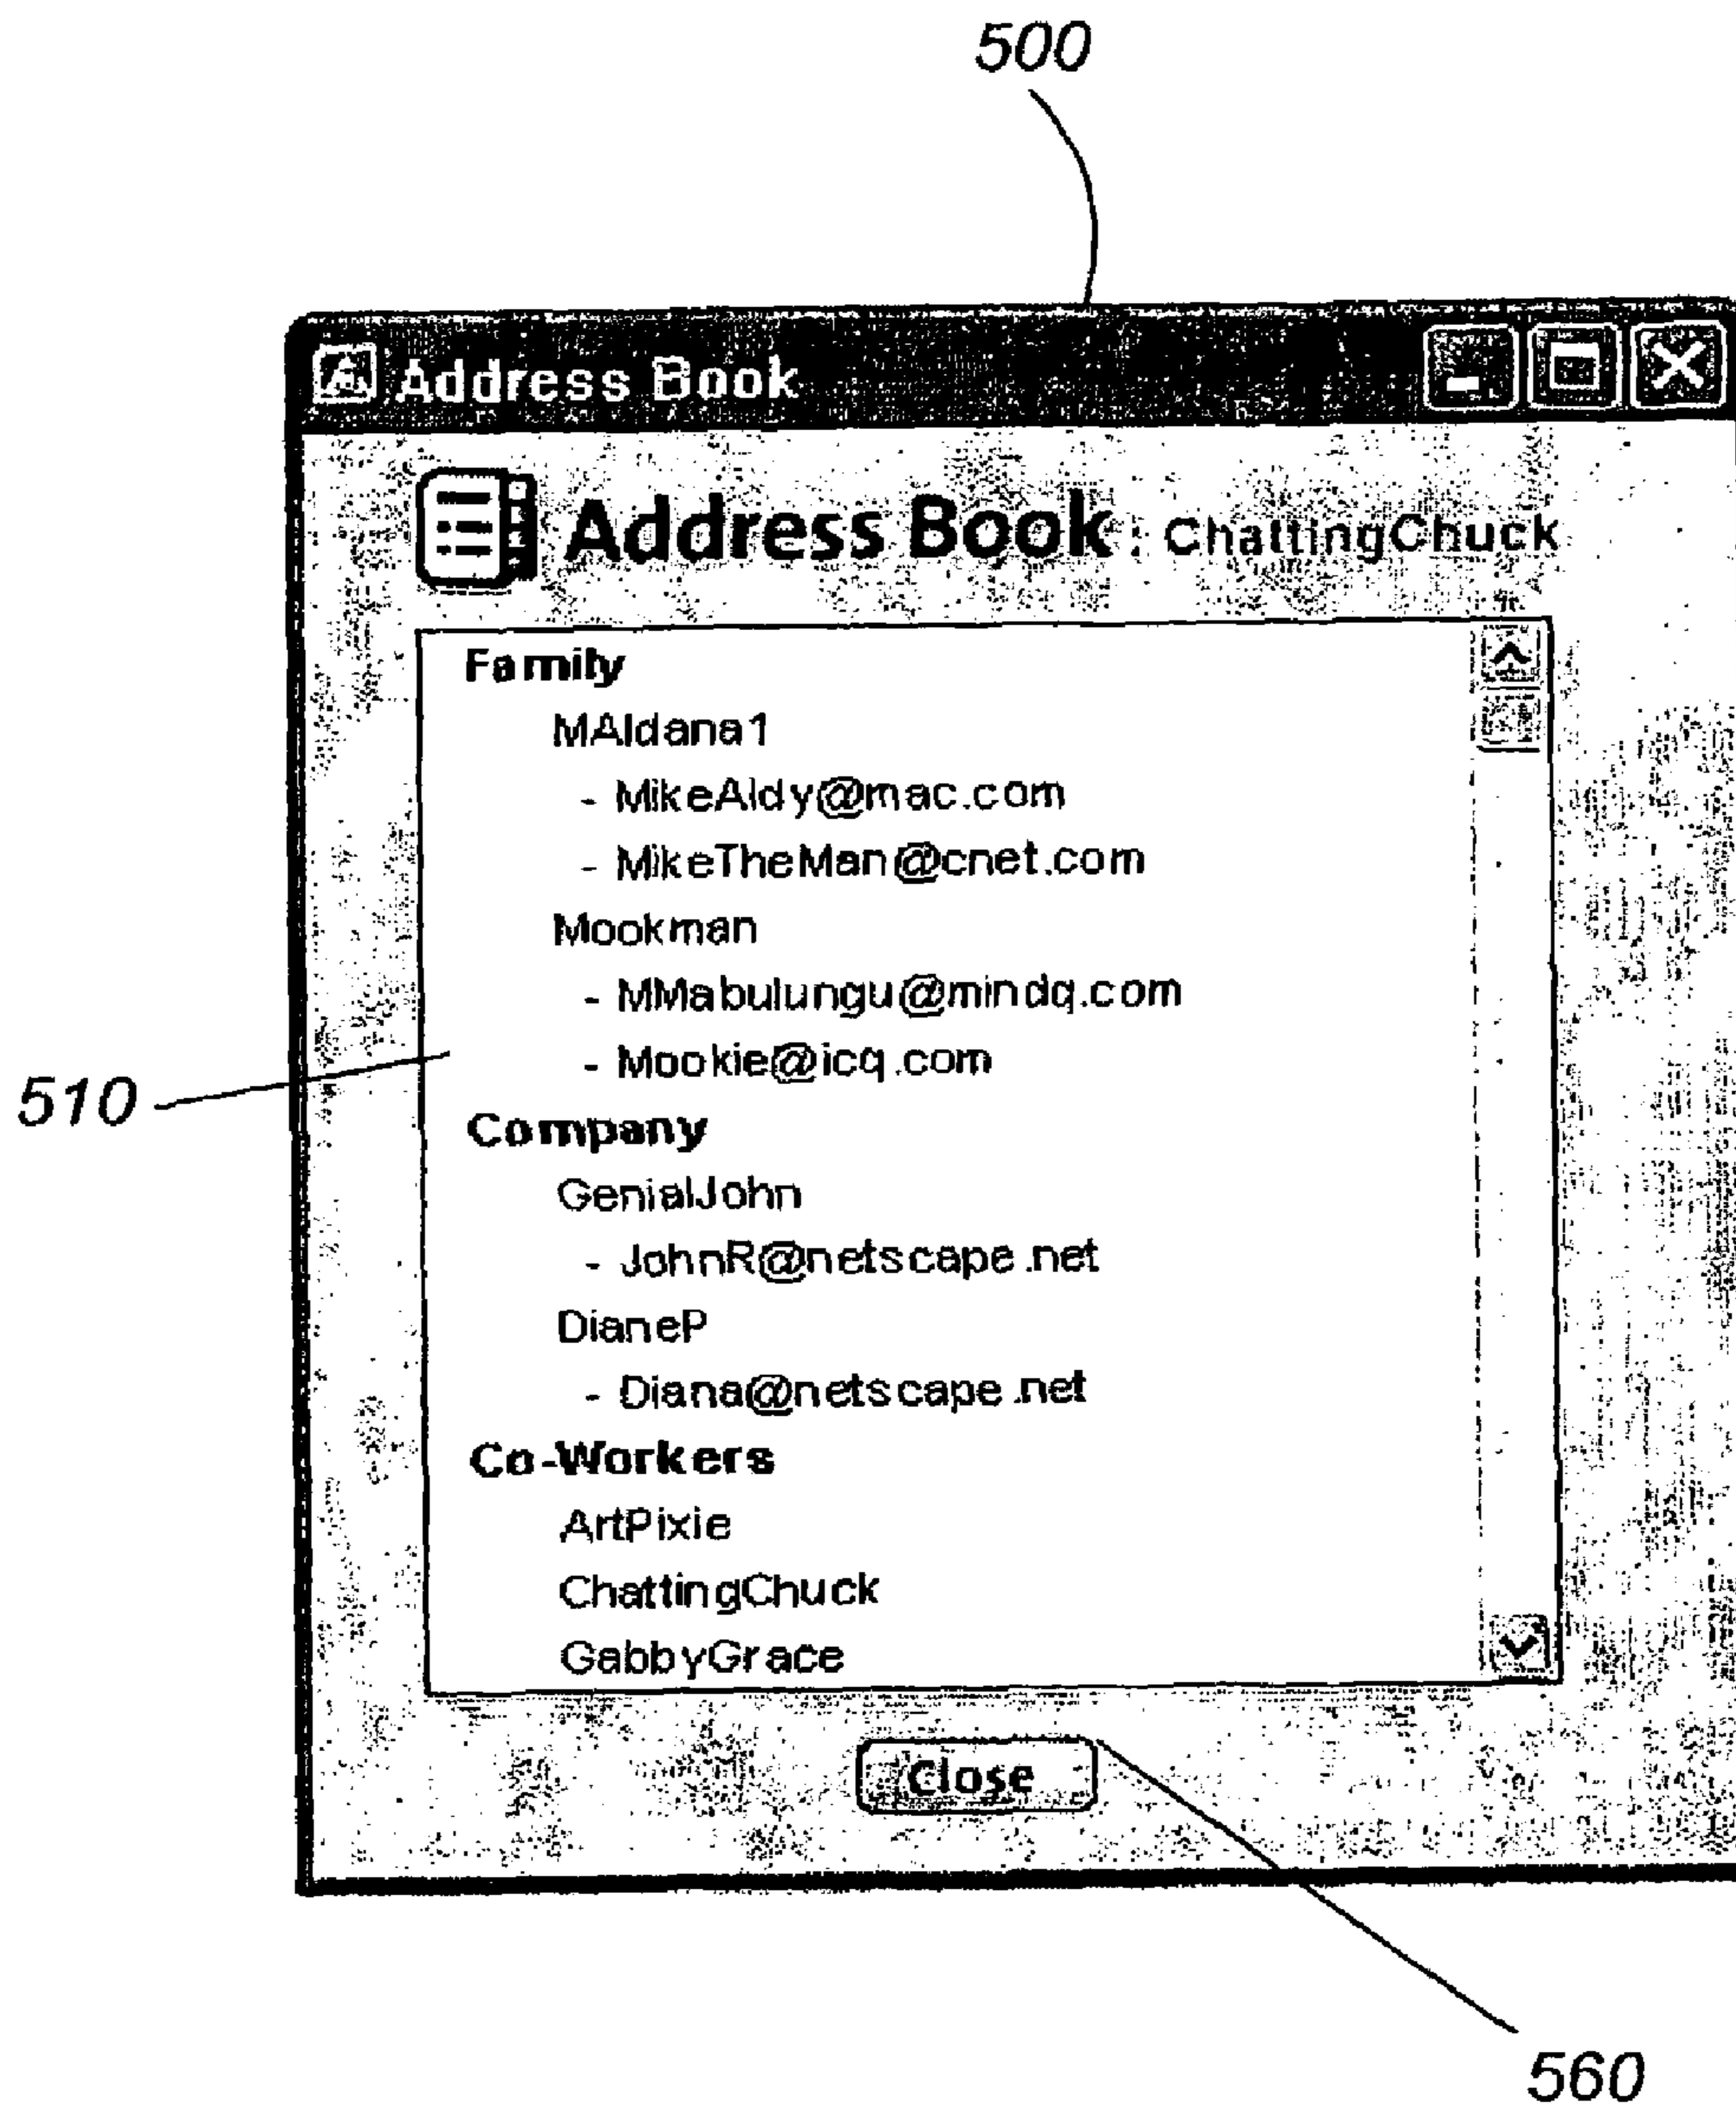 500
Address Book
Address Book : ChattingChuck
Family
MAldana1
- MikeAldy@mac.com
- MikeTheMan@cnet.com
Mookman
- MMabulungu@mindq.com
- Mookie@icq.com
510
Company
GenialJohn
- JohnR@netscape.net
DianeP
- Diana@netscape.net
Co-Workers
ArtPixie
ChattingChuck
GabbyGrace
Close
560